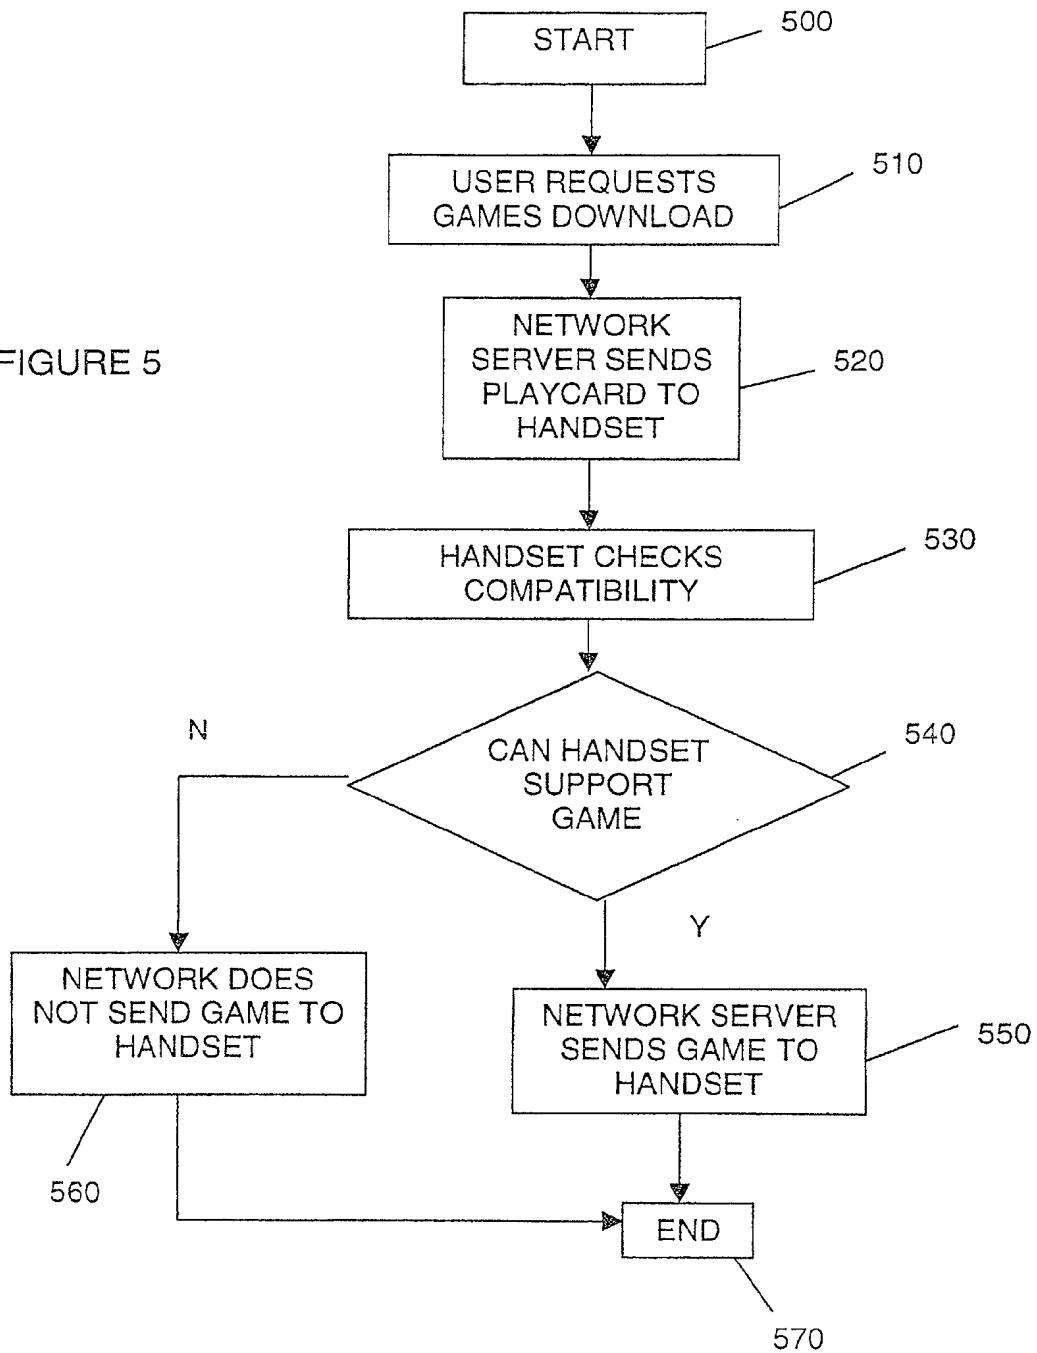 START
500
USER REQUESTS
GAMES DOWNLOAD
510
NETWORK
SERVER SENDS
PLAYCARD TO
HANDSET
520
FIGURE 5
HANDSET CHECKS
COMPATIBILITY
530
N
CAN HANDSET
SUPPORT
GAME
540
Y
NETWORK DOES
NOT SEND GAME TO
HANDSET
560
NETWORK SERVER
SENDS GAME TO
HANDSET
550
END
570